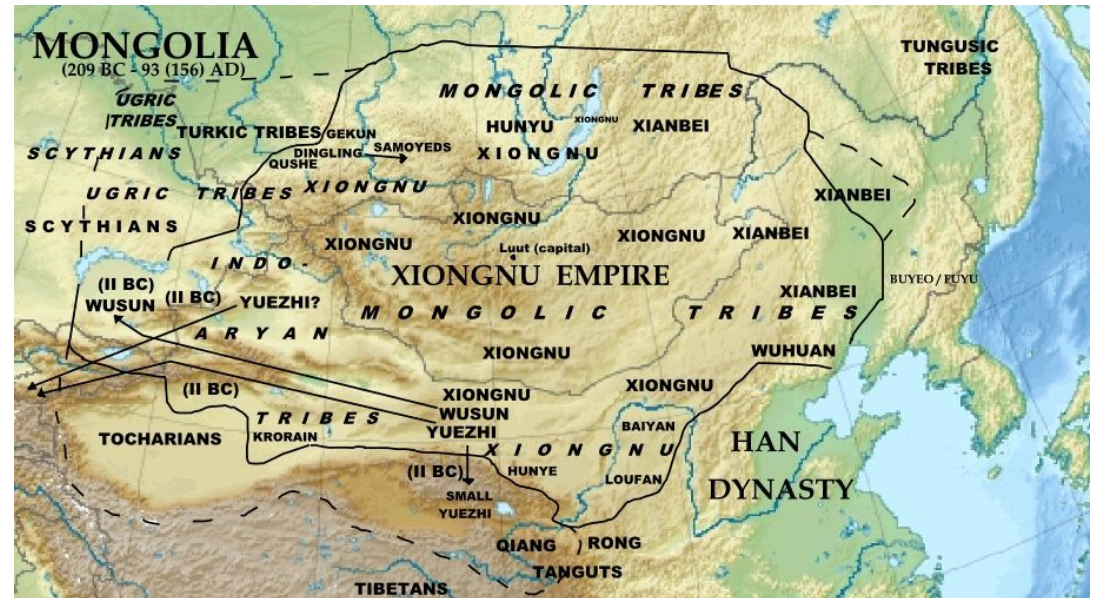 MONGOLIA
(209 BC - 93 (156) AD)
TUNGUSIC
TRIBES
UGRIC
TRIBES
MONGOLIC TRIBES
TURKIC TRIBES
GEKUN
HUNYU
XIONGNU
XIANBEI
SCYTHIANS
DINGLING
SAMOYEDS
QUSHE
XIONGNU
UGRIC TRIBES
XIONGNU
XIANBEI
SCYTHIANS
XIONGNU
XIONGNU
XIONGNU
XIANBEI
Luut (capital)
INDO-
XIONGNU EMPIRE
BUYEO / FUYU
(II BC)
WUSUN
(II BC)
YUEZHI?
XIANBEI
ARYAN
MONGOLIC TRIBES
XIONGNU
WUHUAN
(II BC)
XIONGNU
XIONGNU
TRIBES
WUSUN
TOCHARIANS
KRORAIN
YUEZHI
BAIYAN
HAN
DYNASTY
XIONGNU
(II BC)
HUNYE
LOUFAN
SMALL
YUEZHI
QIANG
RONG
TANGUTS
TIBETANS